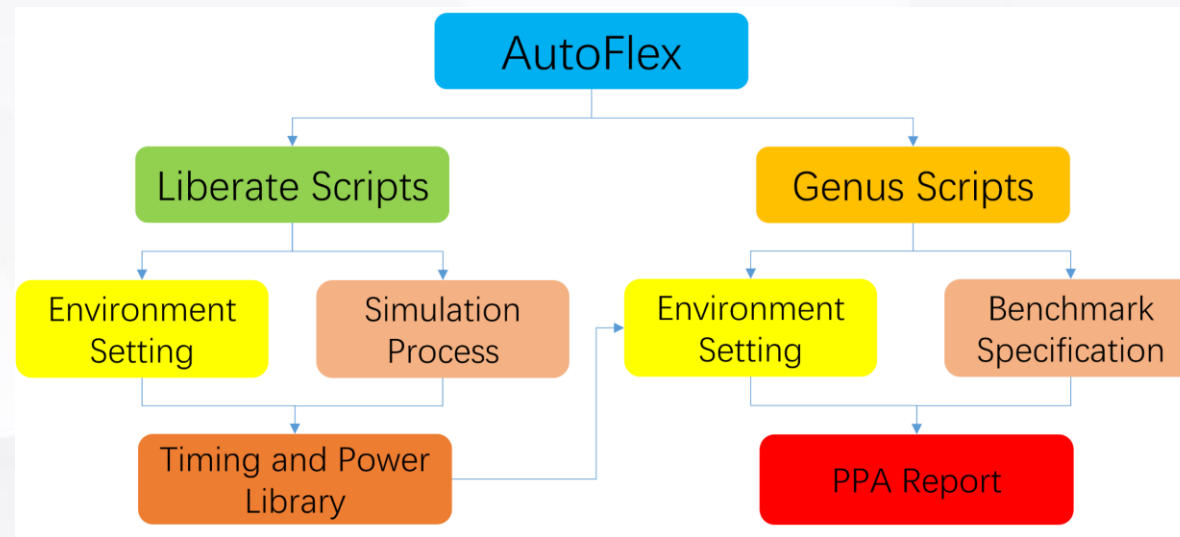 AutoFlex
Liberate Scripts
Genus Scripts
Environment
Setting
Simulation
Process
Environment
Setting
Benchmark
Specification
Timing and Power
Library
PPA Report